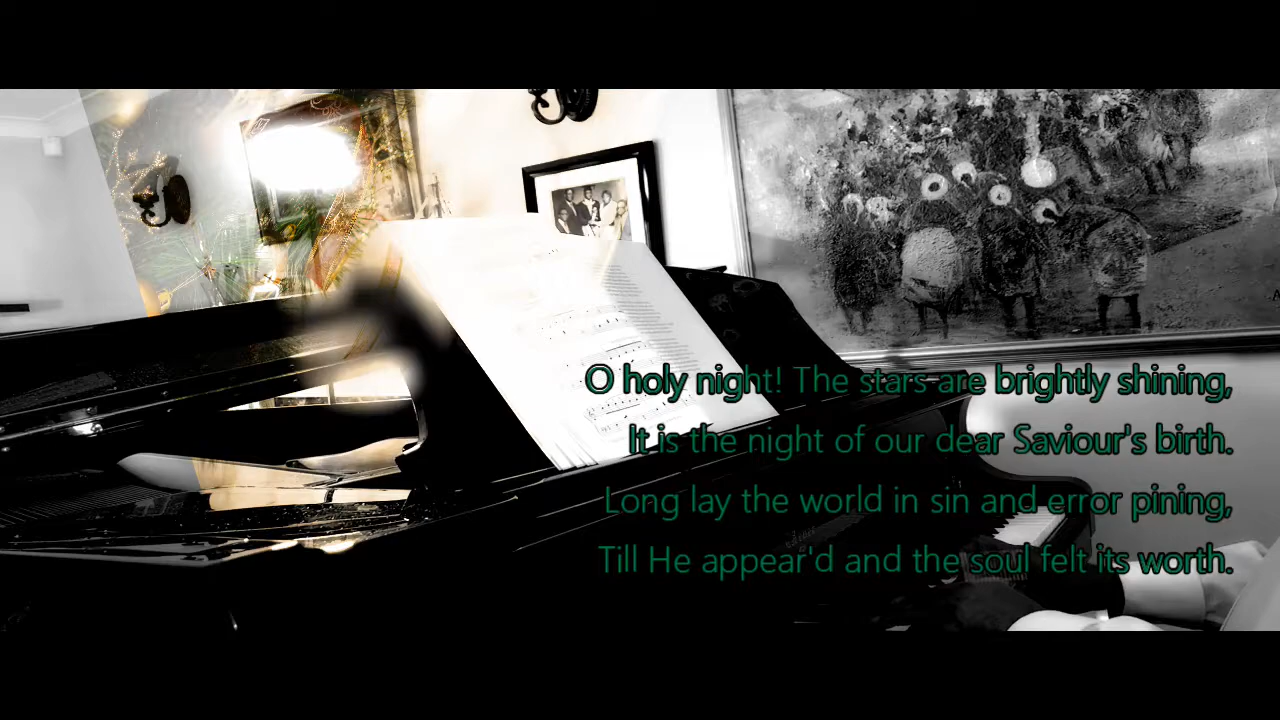 O holy night! The stars are brightly shining,
It is the night of our dear Saviour's birth.
Long lay the world in sin and error pining,
Till He appear'd and the soul felt its worth.